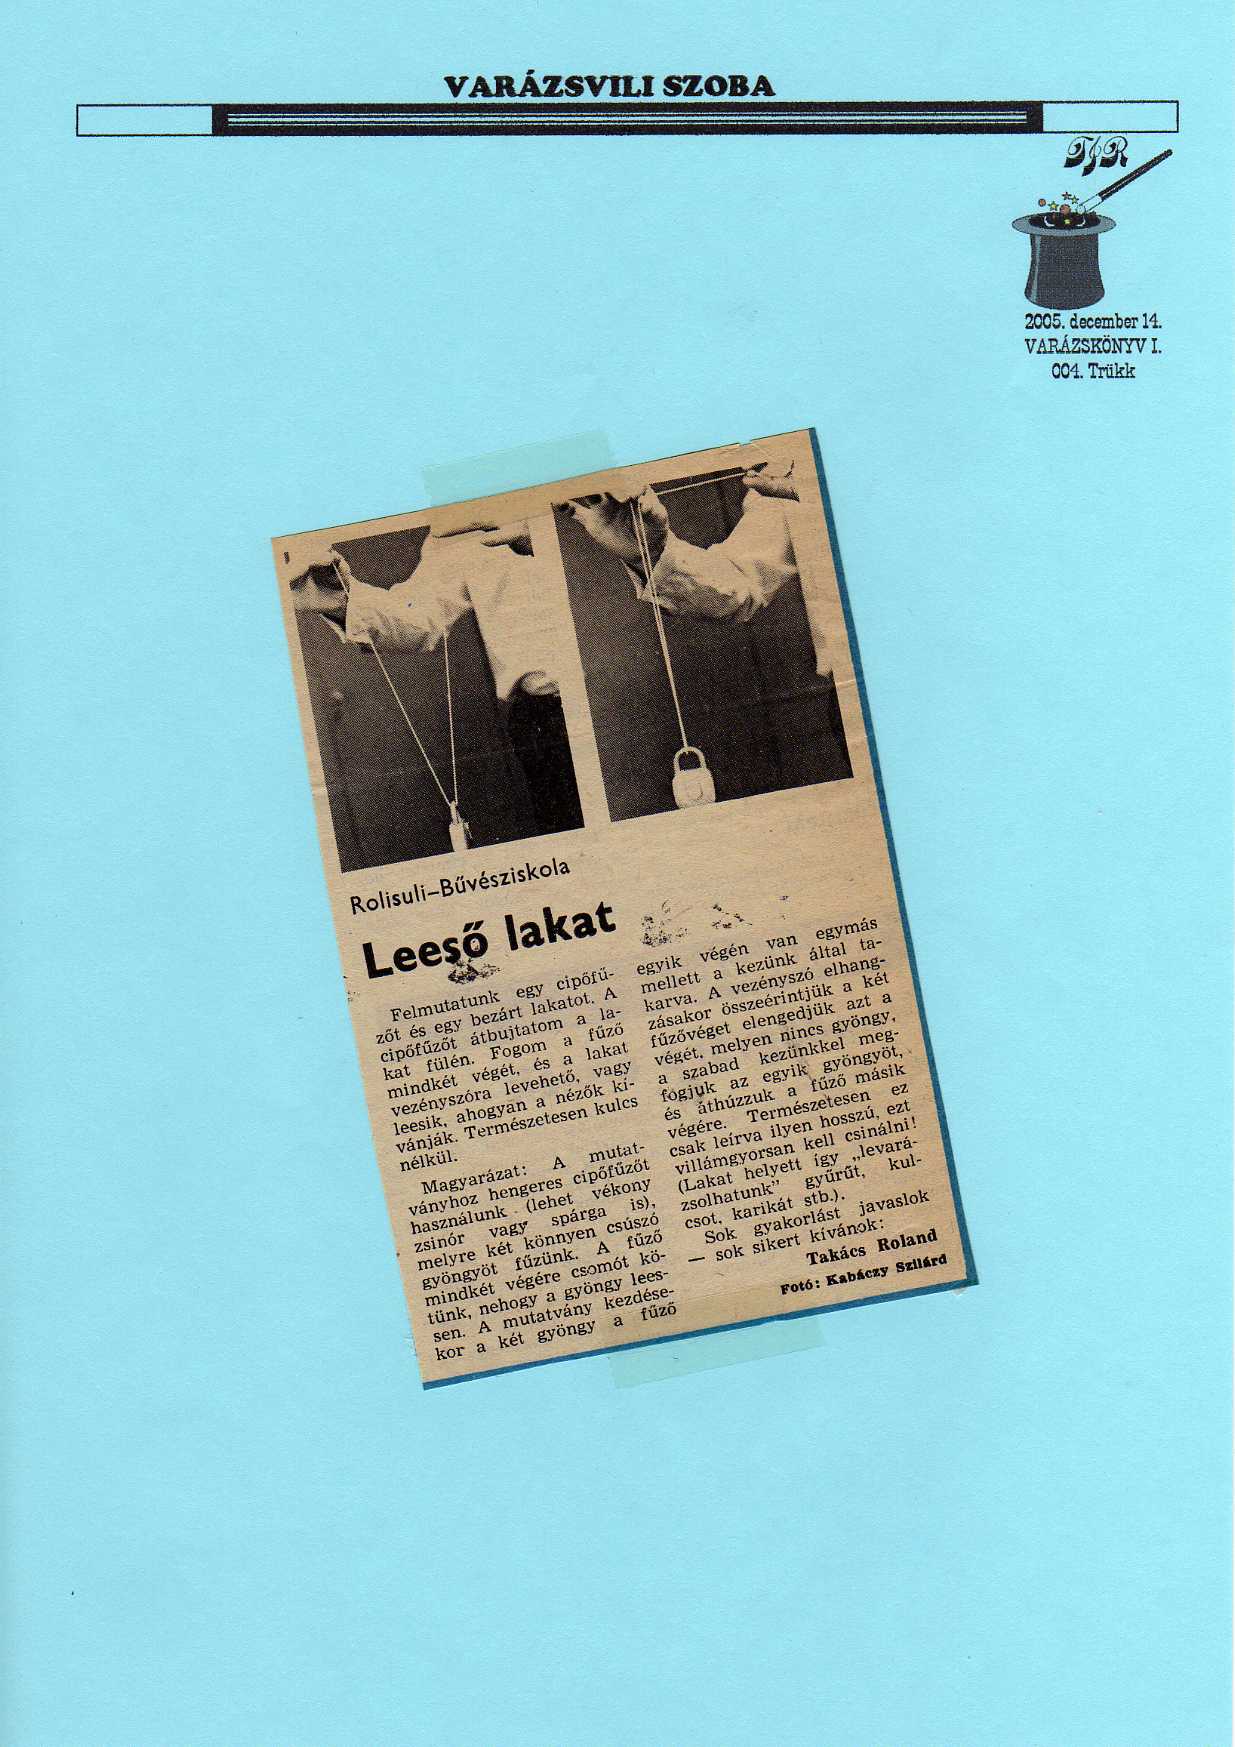 VARÁZSVILI SZOBA
TJR
2005. december 14.
VARÁZSKÖNYV I.
004. Trükk
Rolisuli–Bűvésziskola
Leeső lakat
Felmutatunk egy cipőfű-
zőt és egy bezárt lakatot. A
cipőfűzőt átbujtatom a la-
kat fülén. Fogom a fűző
mindkét végét, és a lakat
vezényszóra levehető, vagy
leesik, ahogyan a nézők kí-
vánják. Természetesen kulcs
nélkül.
Magyarázat: A mutat-
ványhoz hengeres cipőfűzőt
használunk (lehet vékony
zsinór vagy spárga is),
melyre két könnyen csúszó
gyöngyöt fűzünk. A fűző
mindkét végére csomót kö-
tünk, nehogy a gyöngy lees-
sen. A mutatvány kezdése-
kor a két gyöngy a fűző
egyik végén van egymás
mellett a kezünk által ta-
karva. A vezényszó elhang-
zásakor összeérintjük a két
fűzővéget elengedjük azt a
végét, melyen nincs gyöngy,
a szabad kezünkkel meg-
fogjuk az egyik gyöngyöt,
és áthúzzuk a fűző másik
végére. Természetesen ez
csak leírva ilyen hosszú, ezt
villámgyorsan kell csinálni!
(Lakat helyett így „levará-
zsolhatunk” gyűrűt, kul-
csot, karikát stb.).
Sok gyakorlást javaslok
— sok sikert kívánok:
Takács Roland
Fotó: Kabáczy Szilárd